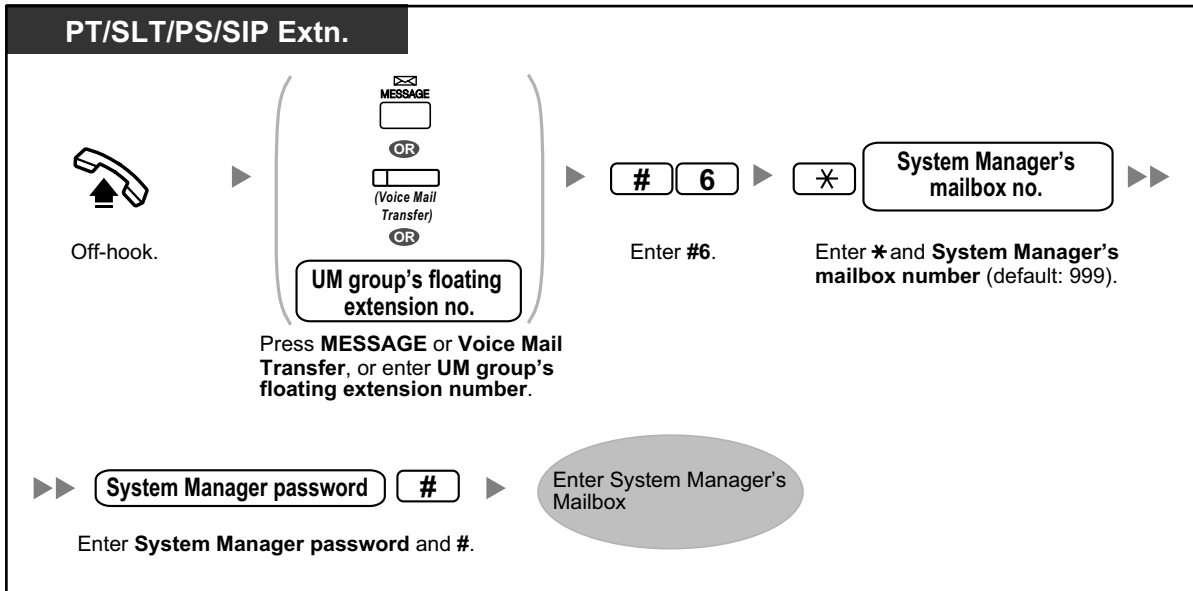 PT/SLT/PS/SIP Extn.
Off-hook.
MESSAGE
OR
(Voice Mail
Transfer)
OR
UM group's floating
extension no.
Press MESSAGE or Voice Mail
Transfer, or enter UM group's
floating extension number.
# 6
Enter #6.
* System Manager's
mailbox no.
Enter * and System Manager's
mailbox number (default: 999).
System Manager password #
Enter System Manager password and #.
Enter System Manager's
Mailbox